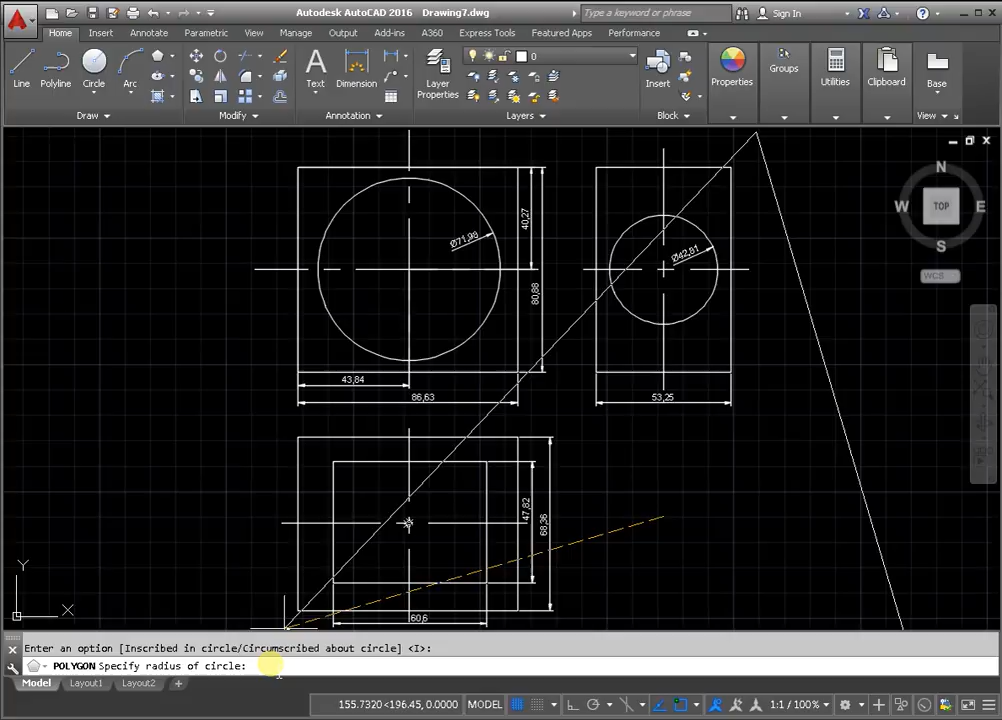 Autodesk AutoCAD 2016 Drawing7.dwg
Type a keyword or phrase
Sign In
Home Insert Annotate Parametric View Manage Output Add-ins A360 Express Tools Featured Apps Performance
Line Polyline Circle Arc
Text Dimension
Layer Properties
0
Insert
Properties
Groups
Utilities
Clipboard
Base
Draw Modify Annotation Layers Block View
N
W TOP E
S
WCS
Ø71,99
40,27
80,88
43,84
86,63
Ø42,81
53,25
47,82
68,36
60,6
Y
X
Enter an option [Inscribed in circle/Circumscribed about circle] <I>:
POLYGON Specify radius of circle:
Model Layout1 Layout2 +
155.7320<196.45, 0.0000 MODEL 1:1 / 100%